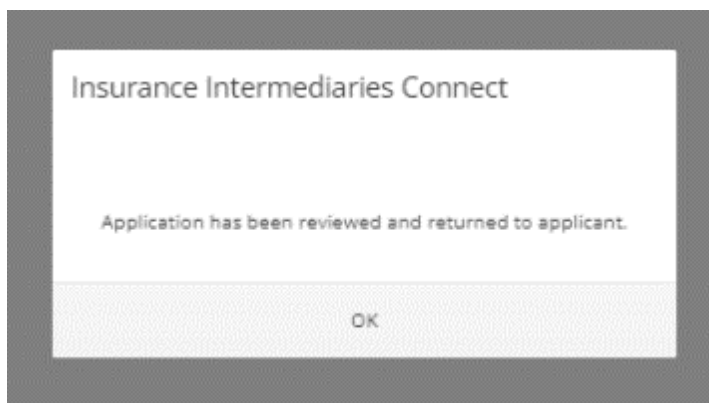 Insurance Intermediaries Connect
Application has been reviewed and returned to applicant.
OK